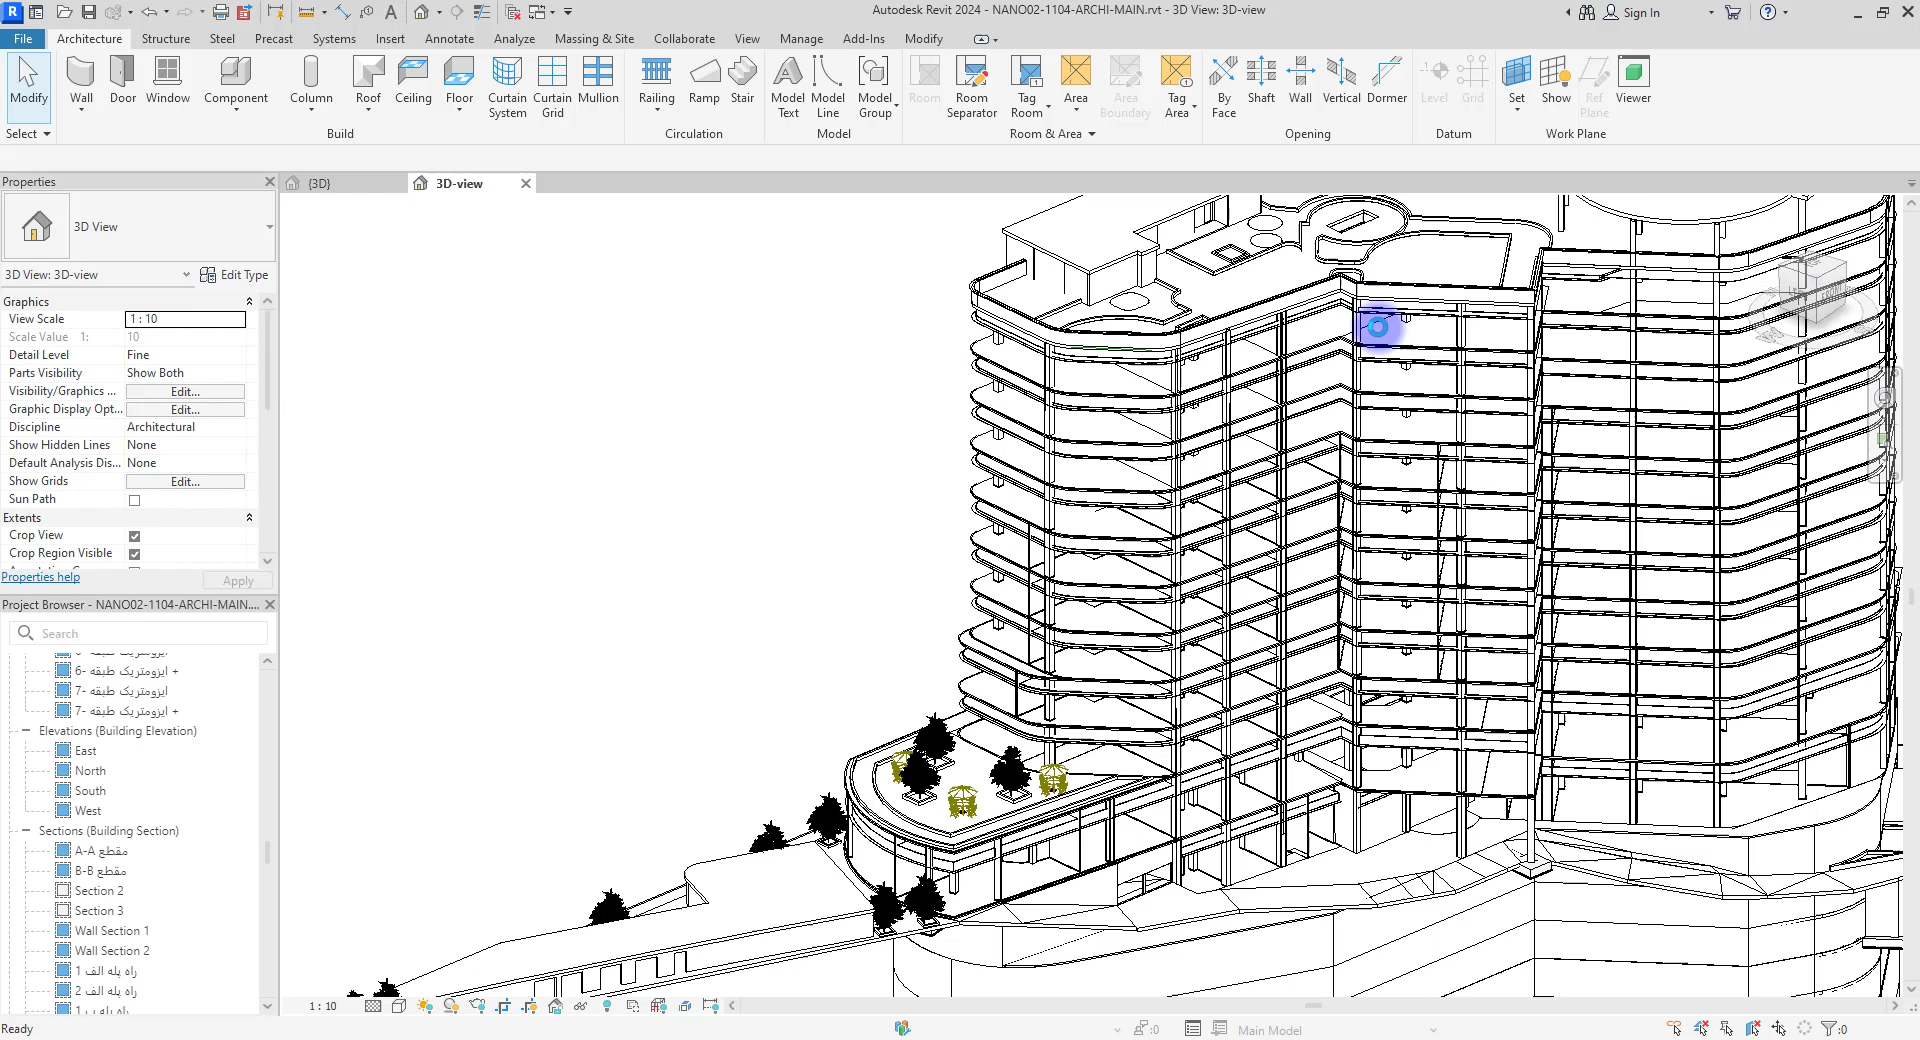 Autodesk Revit 2024 - NANO02-1104-ARCHI-MAIN.rvt - 3D View: 3D-view
Sign In
File Architecture Structure Steel Precast Systems Insert Annotate Analyze Massing & Site Collaborate View Manage Add-Ins Modify
Modify Wall Door Window Component Column Roof Ceiling Floor Curtain System Curtain Grid Mullion Railing Ramp Stair Model Text Model Line Model Group Room Room Separator Tag Room Area Area Boundary Tag Area By Face Shaft Wall Vertical Dormer Level Grid Set Show Ref Plane Viewer
Select Build Circulation Model Room & Area Opening Datum Work Plane
Properties
{3D}
3D-view
3D View
3D View: 3D-view
Edit Type
Graphics
View Scale 1 : 10
Scale Value 1: 10
Detail Level Fine
Parts Visibility Show Both
Visibility/Graphics ... Edit...
Graphic Display Opt... Edit...
Discipline Architectural
Show Hidden Lines None
Default Analysis Dis... None
Show Grids Edit...
Sun Path
Extents
Crop View
Crop Region Visible
Properties help
Apply
Project Browser - NANO02-1104-ARCHI-MAIN....
Search
ایزومتریک طبقه -6 +
ایزومتریک طبقه -7
ایزومتریک طبقه -7 +
Elevations (Building Elevation)
East
North
South
West
Sections (Building Section)
A-A مقطع
B-B مقطع
Section 2
Section 3
Wall Section 1
Wall Section 2
راه پله الف 1
راه پله الف 2
1 : 10
Ready
:0
Main Model
:0